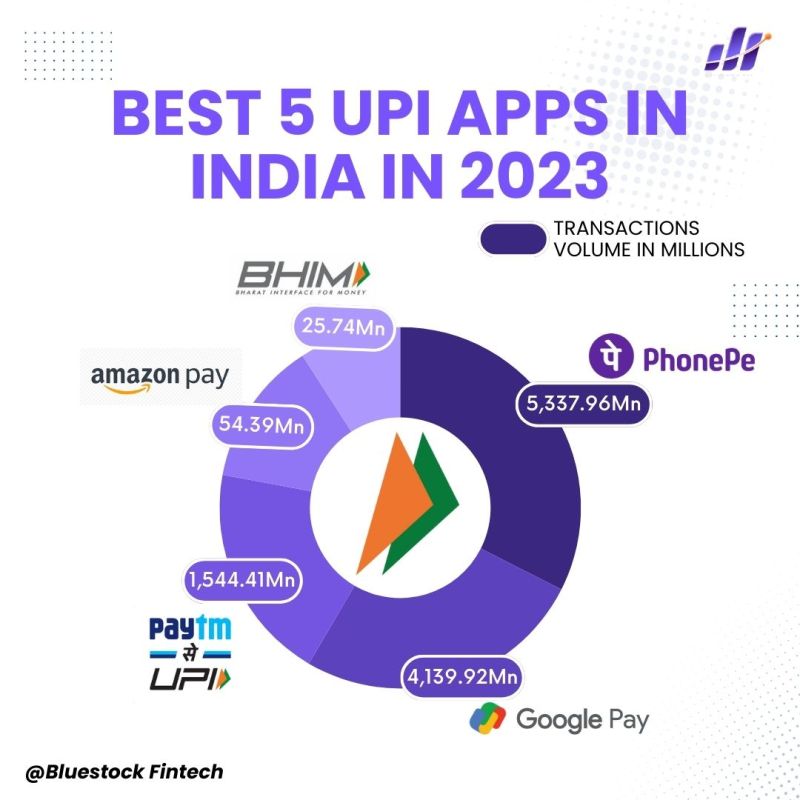 BEST 5 UPI APPS IN
INDIA IN 2023
TRANSACTIONS
VOLUME IN MILLIONS
BHIM
BHARAT INTERFACE FOR MONEY
25.74Mn
पे PhonePe
5,337.96Mn
amazon pay
54.39Mn
1,544.41Mn
paytm
से
UPI
4,139.92Mn
Google Pay
@Bluestock Fintech